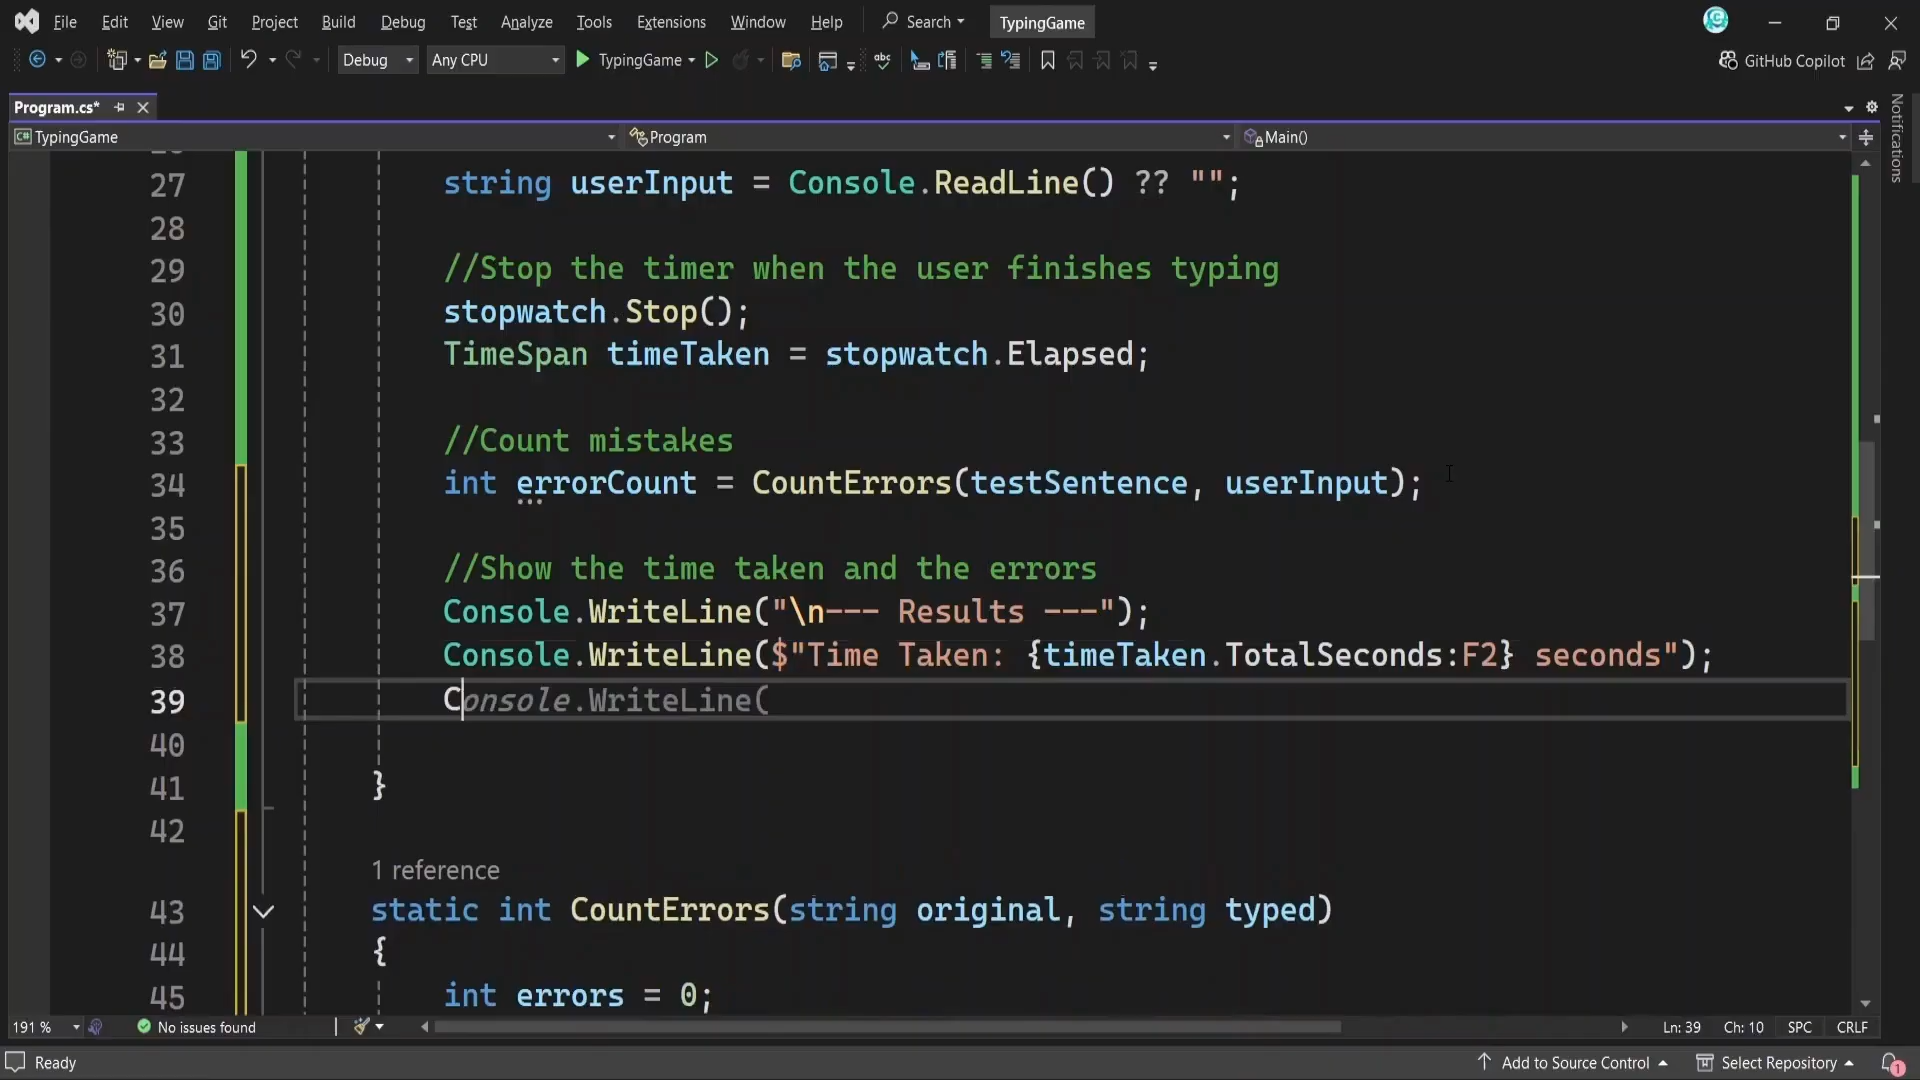 File Edit View Git Project Build Debug Test Analyze Tools Extensions Window Help Search TypingGame
Debug Any CPU TypingGame GitHub Copilot
Program.cs*
TypingGame Program Main()
Notifications
27 string userInput = Console.ReadLine() ?? "";
28
29 //Stop the timer when the user finishes typing
30 stopwatch.Stop();
31 TimeSpan timeTaken = stopwatch.Elapsed;
32
33 //Count mistakes
34 int errorCount = CountErrors(testSentence, userInput);
35
36 //Show the time taken and the errors
37 Console.WriteLine("\n--- Results ---");
38 Console.WriteLine($"Time Taken: {timeTaken.TotalSeconds:F2} seconds");
39 Console.WriteLine(
40
41 }
42
1 reference
43 static int CountErrors(string original, string typed)
44 {
45 int errors = 0;
191 % No issues found Ln: 39 Ch: 10 SPC CRLF
Ready Add to Source Control Select Repository 1